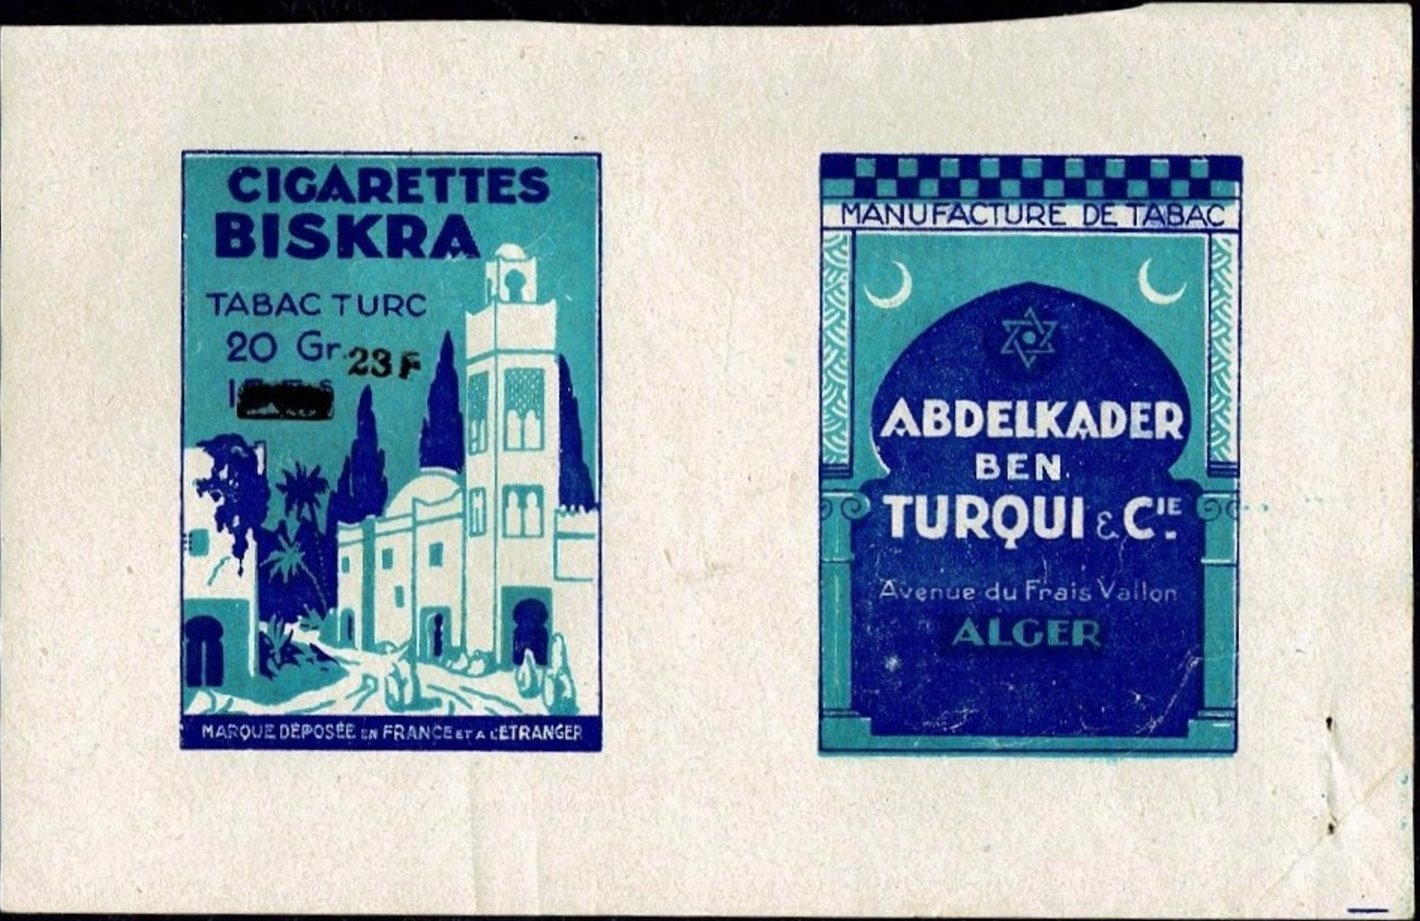 CIGARETTES
BISKRA
TABAC TURC
20 Gr.
23 F
MARQUE DÉPOSÉE EN FRANCE ET A L'ETRANGER
MANUFACTURE DE TABAC
ABDELKADER
BEN
TURQUI & CIE.
Avenue du Frais Vallon
ALGER